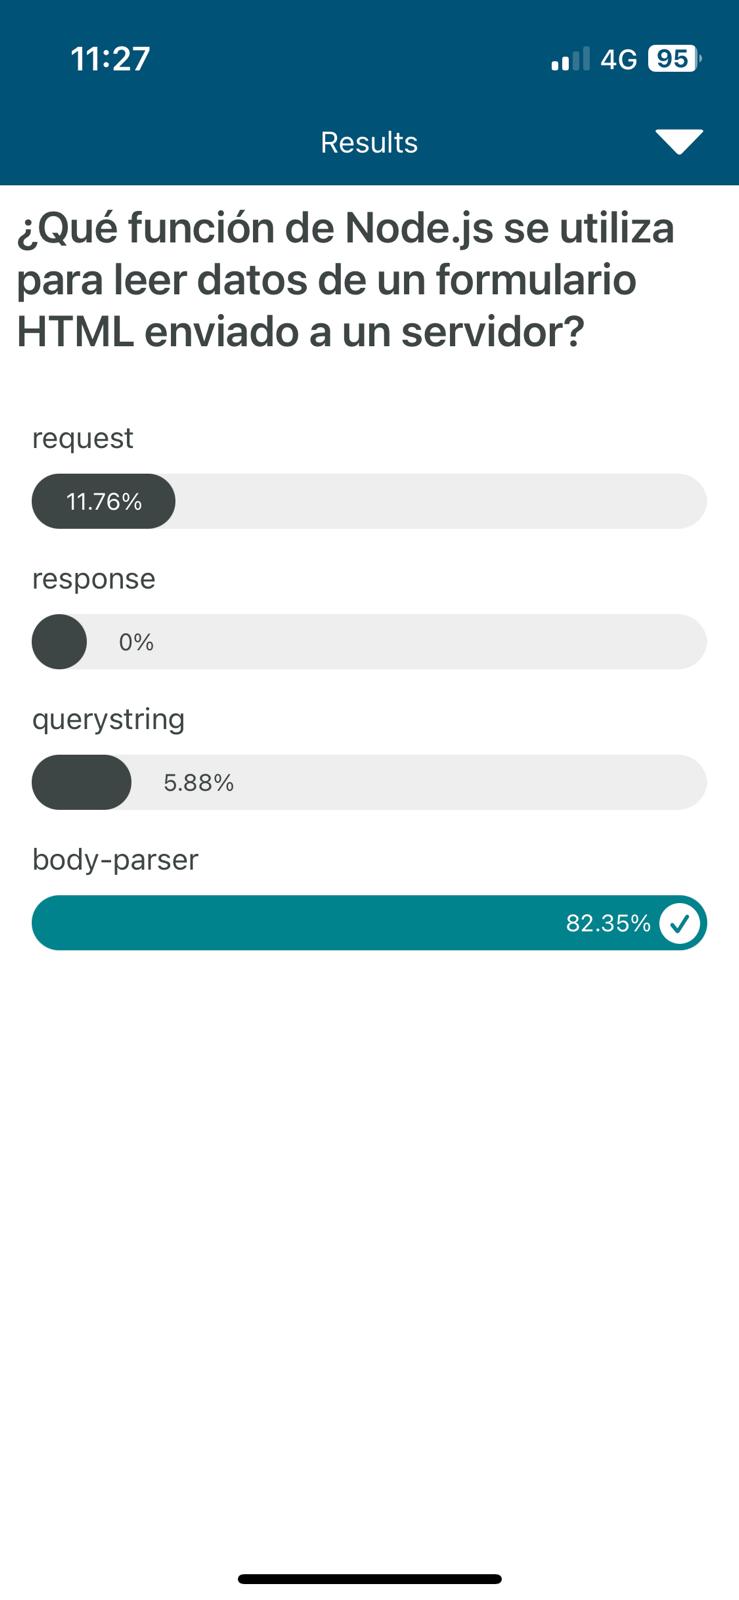 11:27
4G 95
Results
¿Qué función de Node.js se utiliza
para leer datos de un formulario
HTML enviado a un servidor?
request
11.76%
response
0%
querystring
5.88%
body-parser
82.35%